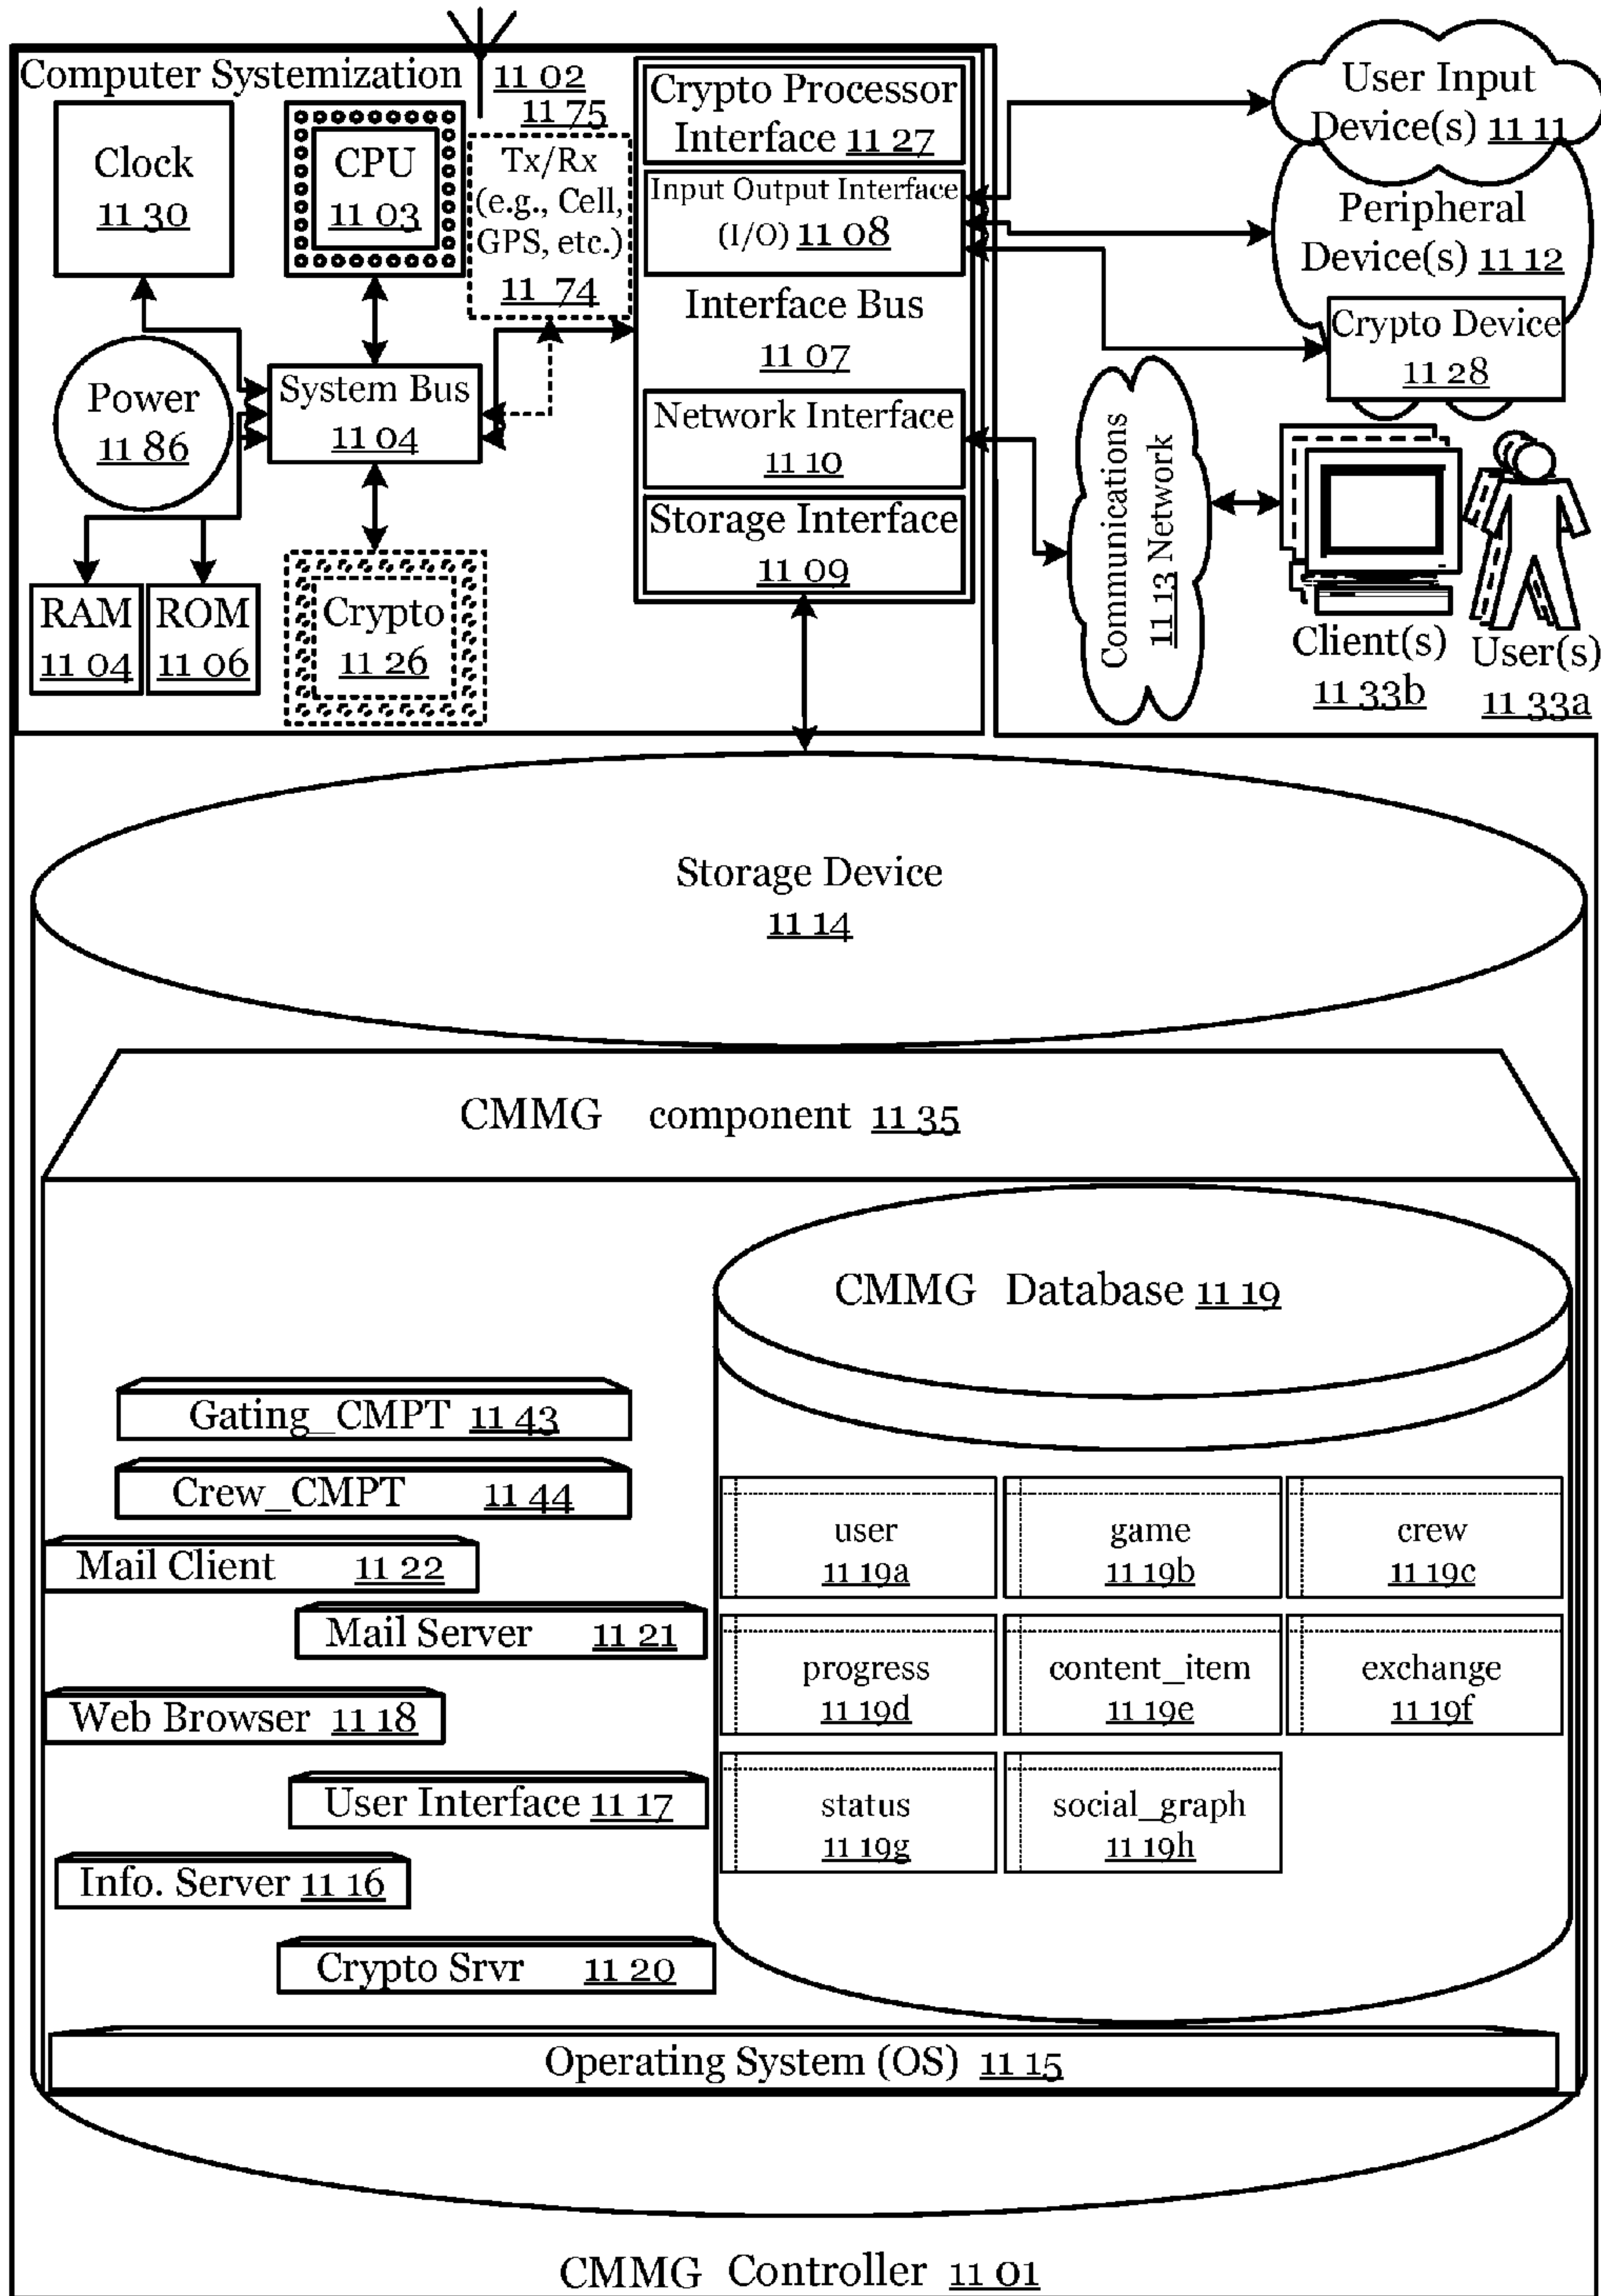 Computer Systemization
11 02
11 75
Clock
11 30
CPU
11 03
Tx/Rx
(e.g., Cell,
GPS, etc.)
11 74
Crypto Processor
Interface 11 27
Input Output Interface
(I/O) 11 08
Interface Bus
11 07
Network Interface
11 10
Storage Interface
11 09
Power
11 86
System Bus
11 04
RAM
11 04
ROM
11 06
Crypto
11 26
User Input
Device(s) 11 11
Peripheral
Device(s) 11 12
Crypto Device
11 28
Communications
11 13 Network
Client(s)
11 33b
User(s)
11 33a
Storage Device
11 14
CMMG component 11 35
CMMG Database 11 19
Gating_CMPT 11 43
Crew_CMPT 11 44
Mail Client 11 22
Mail Server 11 21
Web Browser 11 18
User Interface 11 17
Info. Server 11 16
Crypto Srvr 11 20
user
11 19a
game
11 19b
crew
11 19c
progress
11 19d
content_item
11 19e
exchange
11 19f
status
11 19g
social_graph
11 19h
Operating System (OS) 11 15
CMMG Controller 11 01